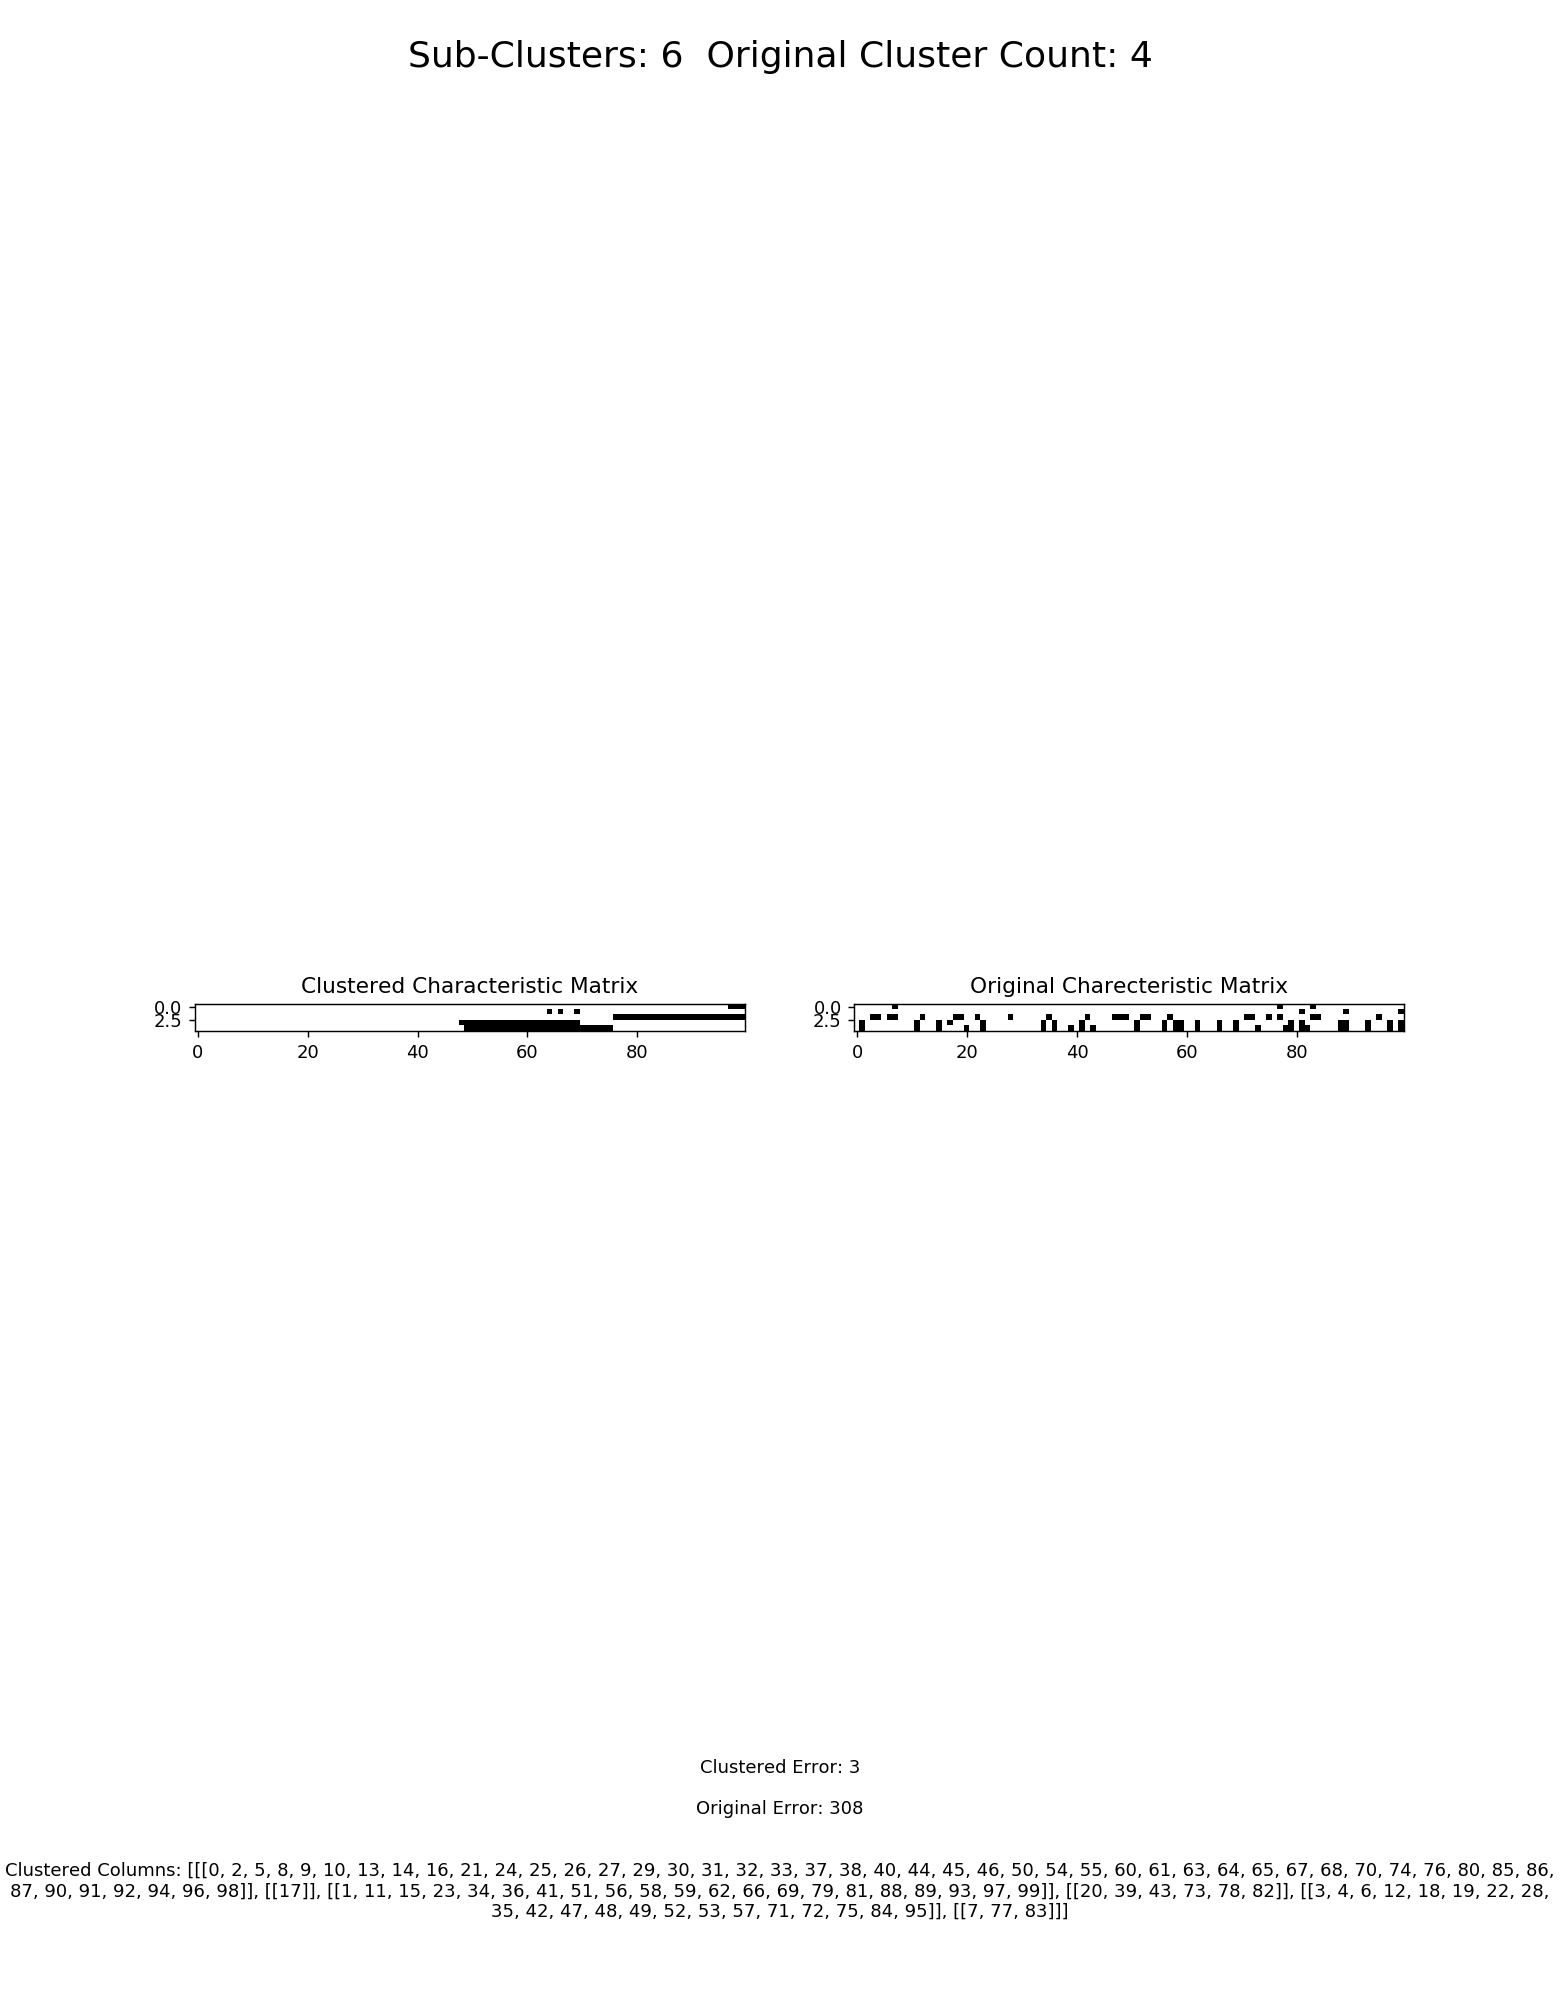 Sub-Clusters: 6  Original Cluster Count: 4
Clustered Characteristic Matrix
0.0
2.5
0 20 40 60 80
Original Charecteristic Matrix
0.0
2.5
0 20 40 60 80
Clustered Error: 3
Original Error: 308
Clustered Columns: [[[0, 2, 5, 8, 9, 10, 13, 14, 16, 21, 24, 25, 26, 27, 29, 30, 31, 32, 33, 37, 38, 40, 44, 45, 46, 50, 54, 55, 60, 61, 63, 64, 65, 67, 68, 70, 74, 76, 80, 85, 86,
87, 90, 91, 92, 94, 96, 98]], [[17]], [[1, 11, 15, 23, 34, 36, 41, 51, 56, 58, 59, 62, 66, 69, 79, 81, 88, 89, 93, 97, 99]], [[20, 39, 43, 73, 78, 82]], [[3, 4, 6, 12, 18, 19, 22, 28,
35, 42, 47, 48, 49, 52, 53, 57, 71, 72, 75, 84, 95]], [[7, 77, 83]]]